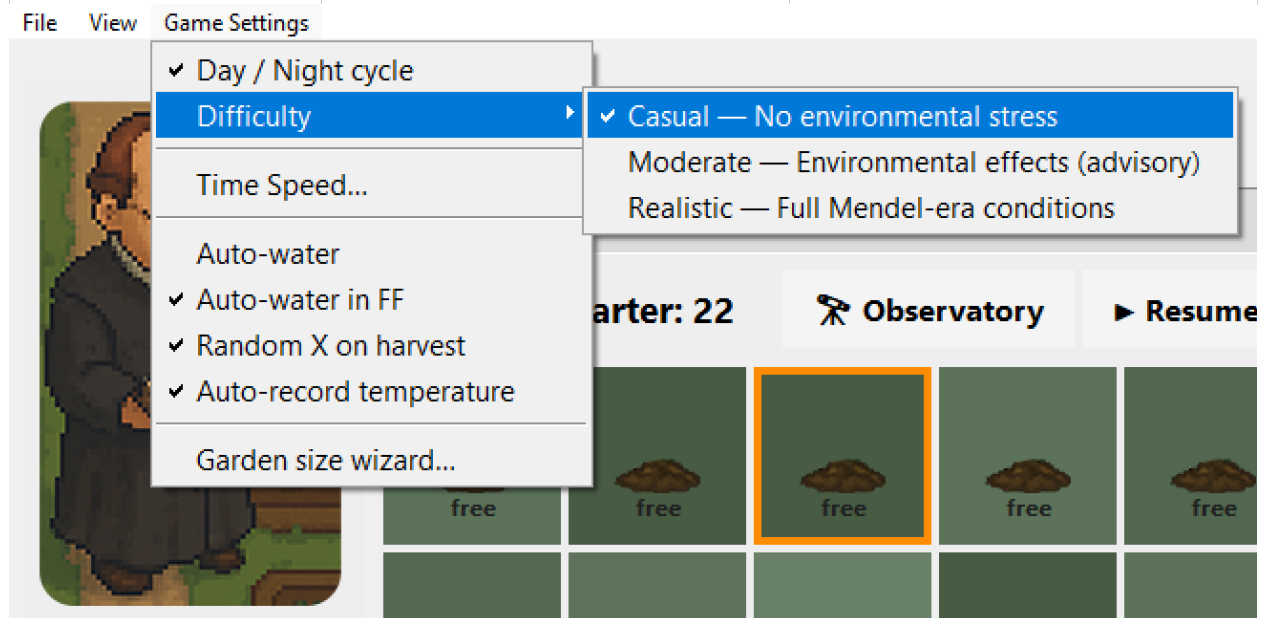 File View Game Settings
Day / Night cycle
Difficulty
Casual — No environmental stress
Moderate — Environmental effects (advisory)
Realistic — Full Mendel-era conditions
Time Speed...
Auto-water
Auto-water in FF
Random X on harvest
Auto-record temperature
Garden size wizard...
arter: 22
Observatory
Resume
free free free free free